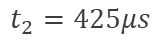 t₂ = 425μs